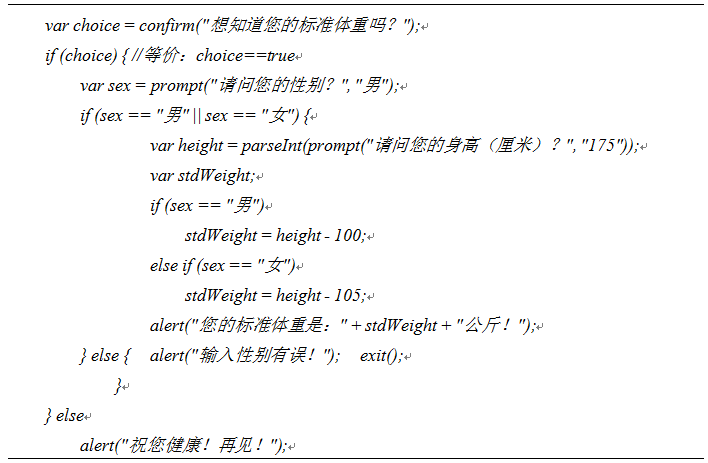 var choice = confirm("想知道您的标准体重吗？");
if (choice) { //等价：choice==true
var sex = prompt("请问您的性别？", "男");
if (sex == "男" || sex == "女") {
var height = parseInt(prompt("请问您的身高（厘米）？", "175"));
var stdWeight;
if (sex == "男")
stdWeight = height - 100;
else if (sex == "女")
stdWeight = height - 105;
alert("您的标准体重是：" + stdWeight + "公斤！");
} else { alert("输入性别有误！"); exit();
}
} else
alert("祝您健康！再见！");